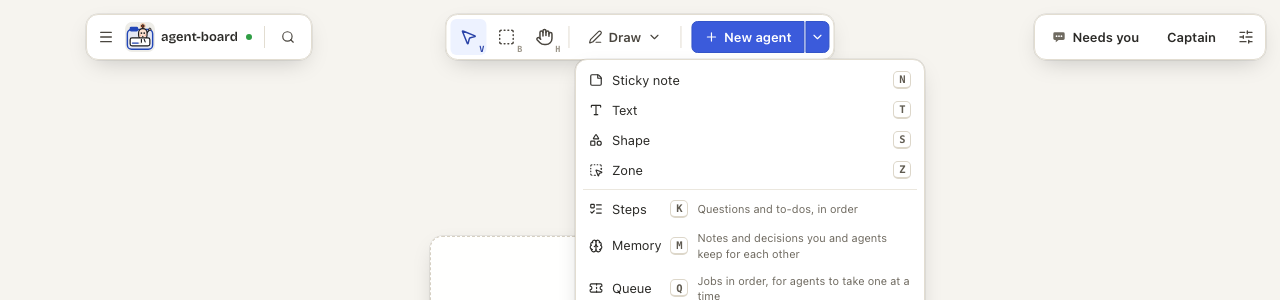 agent-board
V
B
H
Draw
New agent
Needs you
Captain
Sticky note N
Text T
Shape S
Zone Z
Steps K Questions and to-dos, in order
Memory M Notes and decisions you and agents
keep for each other
Queue Q Jobs in order, for agents to take one at a
time